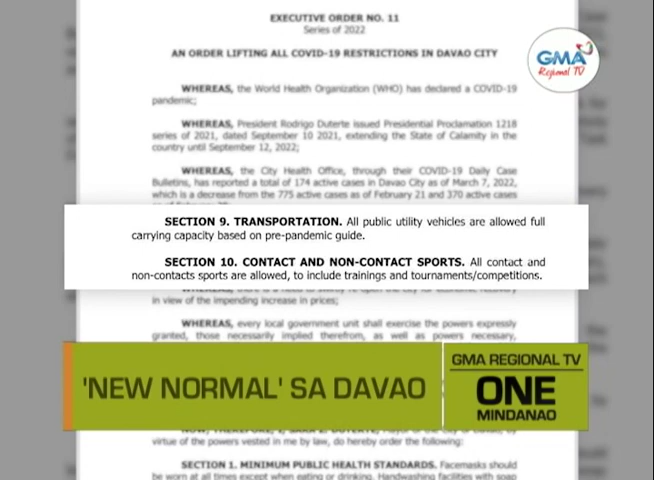 EXECUTIVE ORDER NO. 11
Series of 2022
AN ORDER LIFTING ALL COVID-19 RESTRICTIONS IN DAVAO CITY
GMA
Regional TV
WHEREAS, the World Health Organization (WHO) has declared a COVID-19
pandemic;
WHEREAS, President Rodrigo Duterte issued Presidential Proclamation 1218
series of 2021, dated September 10 2021, extending the State of Calamity in the
country until September 12, 2022;
WHEREAS, the City Health Office, through their COVID-19 Daily Case
Bulletins, has reported a total of 174 active cases in Davao City as of March 7, 2022,
which is a decrease from the 775 active cases as of February 21 and 370 active cases
SECTION 9. TRANSPORTATION. All public utility vehicles are allowed full
carrying capacity based on pre-pandemic guide.
SECTION 10. CONTACT AND NON-CONTACT SPORTS. All contact and
non-contacts sports are allowed, to include trainings and tournaments/competitions.
in view of the impending increase in prices;
WHEREAS, every local government unit shall exercise the powers expressly
granted, those necessarily implied therefrom, as well as powers necessary,
'NEW NORMAL' SA DAVAO
GMA REGIONAL TV
ONE
MINDANAO
virtue of the powers vested in me by law, do hereby order the following:
SECTION 1. MINIMUM PUBLIC HEALTH STANDARDS. Facemasks should
be worn at all times except when eating or drinking. Handwashing facilities with soap